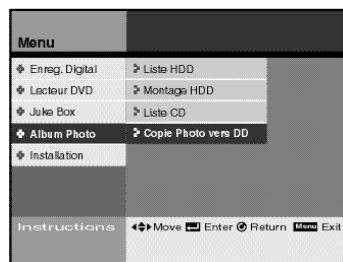 Menu
Enreg. Digital
Liste HDD
Lecteur DVD
Montage HDD
Juke Box
Liste CD
Album Photo
Copie Photo vers DD
Installation
Instructions
Move Enter Return Menu Exit